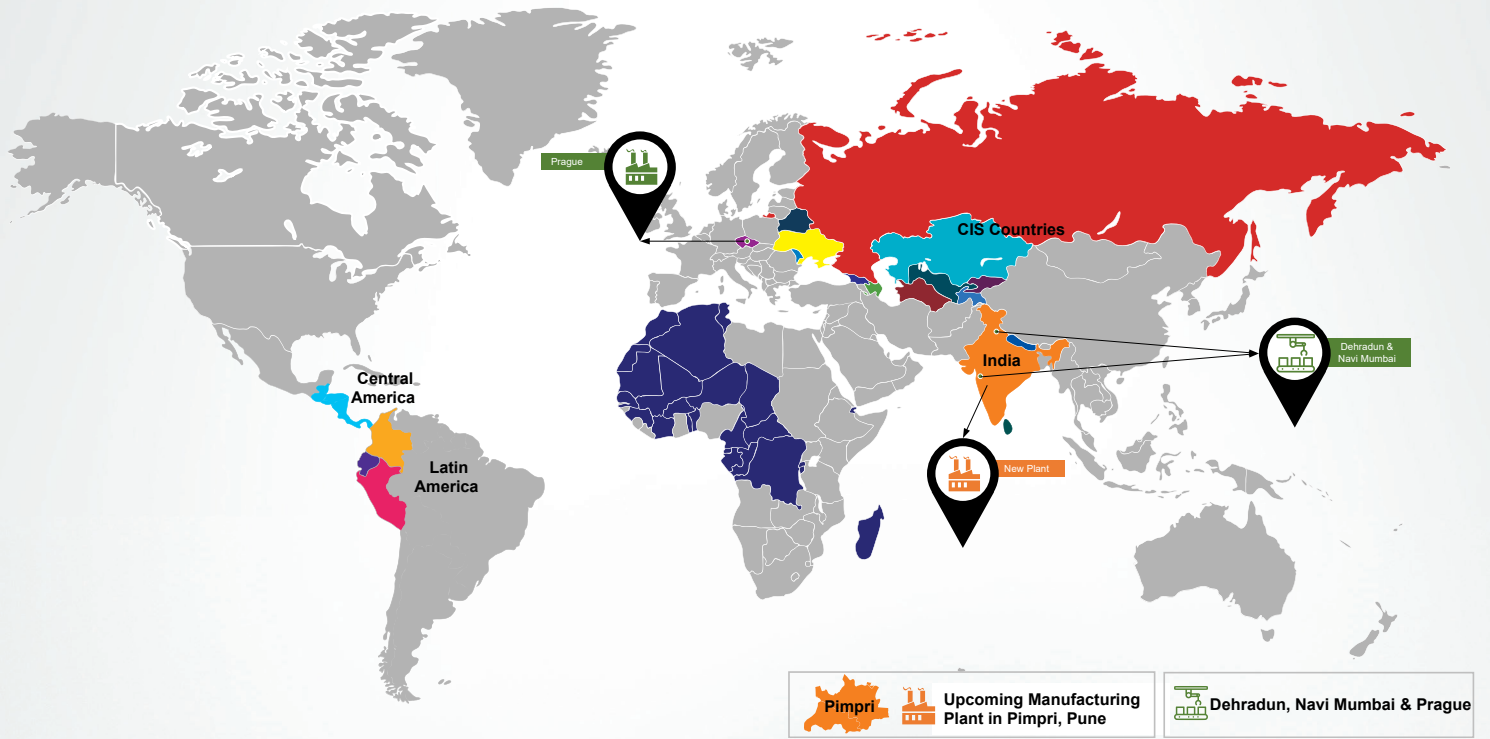 Prague
CIS Countries
Dehradun &
Navi Mumbai
India
Central
America
Latin
America
New Plant
Pimpri
Upcoming Manufacturing
Plant in Pimpri, Pune
Dehradun, Navi Mumbai & Prague